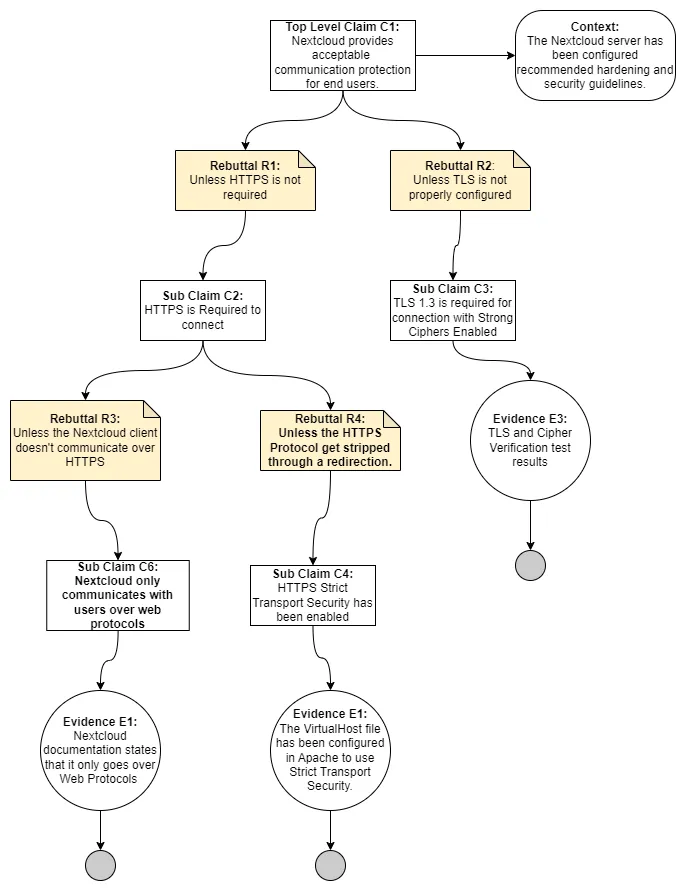 Top Level Claim C1:
Nextcloud provides
acceptable
communication protection
for end users.
Context:
The Nextcloud server has
been configured
recommended hardening and
security guidelines.
Rebuttal R1:
Unless HTTPS is not
required
Rebuttal R2:
Unless TLS is not
properly configured
Sub Claim C2:
HTTPS is Required to
connect
Sub Claim C3:
TLS 1.3 is required for
connection with Strong
Ciphers Enabled
Rebuttal R3:
Unless the Nextcloud client
doesn't communicate over
HTTPS
Rebuttal R4:
Unless the HTTPS
Protocol get stripped
through a redirection.
Evidence E3:
TLS and Cipher
Verification test
results
Sub Claim C6:
Nextcloud only
communicates with
users over web
protocols
Sub Claim C4:
HTTPS Strict
Transport Security has
been enabled
Evidence E1:
Nextcloud
documentation states
that it only goes over
Web Protocols
Evidence E1:
The VirtualHost file
has been configured
in Apache to use
Strict Transport
Security.